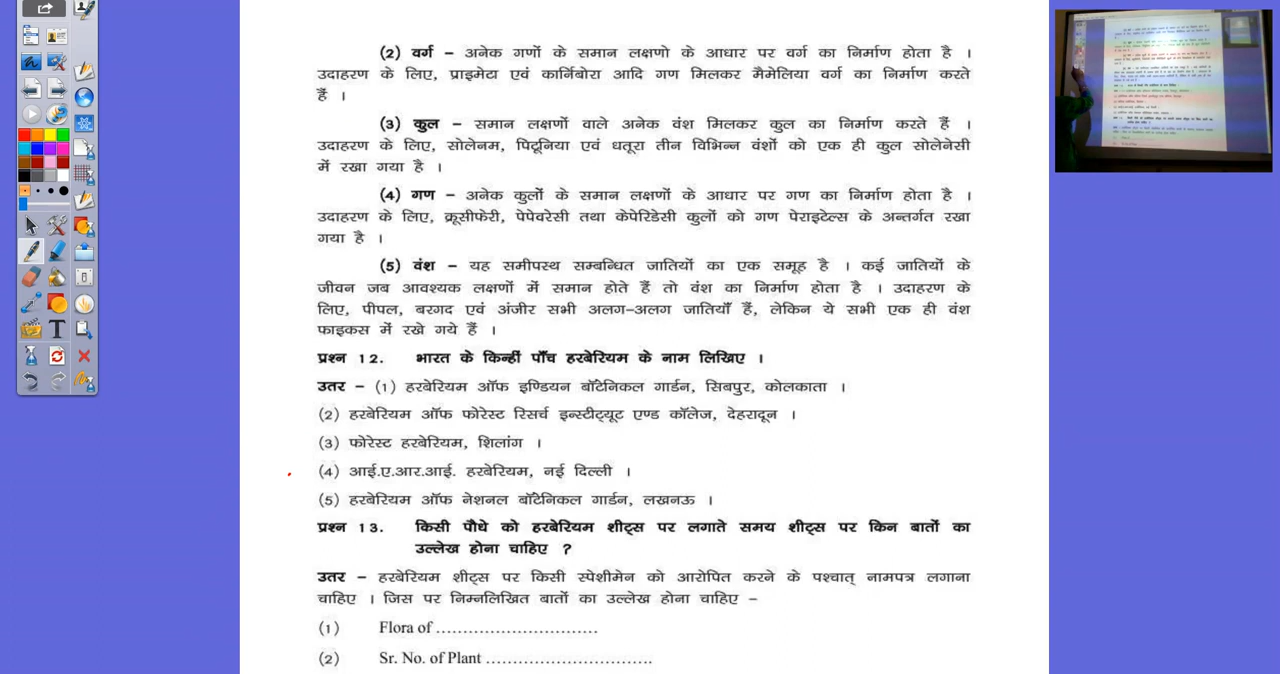 (2) वर्ग – अनेक गणों के समान लक्षणो के आधार पर वर्ग का निर्माण होता है ।
उदाहरण के लिए, प्राइमेटा एवं कार्निबोरा आदि गण मिलकर मैमेलिया वर्ग का निर्माण करते
हैं ।
(3) कुल – समान लक्षणों वाले अनेक वंश मिलकर कुल का निर्माण करते हैं ।
उदाहरण के लिए, सोलेनम, पिटूनिया एवं धतूरा तीन विभिन्न वंशों को एक ही कुल सोलेनेसी
में रखा गया है ।
(4) गण – अनेक कुलों के समान लक्षणों के आधार पर गण का निर्माण होता है ।
उदाहरण के लिए, क्रूसीफेरी, पेपेवरेसी तथा केपेरिडेसी कुलों को गण पेराइटेल्स के अन्तर्गत रखा
गया है ।
(5) वंश – यह समीपस्थ सम्बन्धित जातियों का एक समूह है । कई जातियों के
जीवन जब आवश्यक लक्षणों में समान होते हैं तो वंश का निर्माण होता है । उदाहरण के
लिए, पीपल, बरगद एवं अंजीर सभी अलग–अलग जातियाँ हैं, लेकिन ये सभी एक ही वंश
फाइकस में रखे गये हैं ।
प्रश्न 12. भारत के किन्हीं पाँच हरबेरियम के नाम लिखिए ।
उतर – (1) हरबेरियम ऑफ इण्डियन बॉटेनिकल गार्डन, सिबपुर, कोलकाता ।
(2) हरबेरियम ऑफ फोरेस्ट रिसर्च इन्स्टीट्यूट एण्ड कॉलेज, देहरादून ।
(3) फोरेस्ट हरबेरियम, शिलांग ।
(4) आई.ए.आर.आई. हरबेरियम, नई दिल्ली ।
(5) हरबेरियम ऑफ नेशनल बॉटेनिकल गार्डन, लखनऊ ।
प्रश्न 13. किसी पौधे को हरबेरियम शीट्स पर लगाते समय शीट्स पर किन बातों का
उल्लेख होना चाहिए ?
उतर – हरबेरियम शीट्स पर किसी स्पेशीमेन को आरोपित करने के पश्चात् नामपत्र लगाना
चाहिए । जिस पर निम्नलिखित बातों का उल्लेख होना चाहिए –
(1) Flora of ..............................
(2) Sr. No. of Plant ...............................